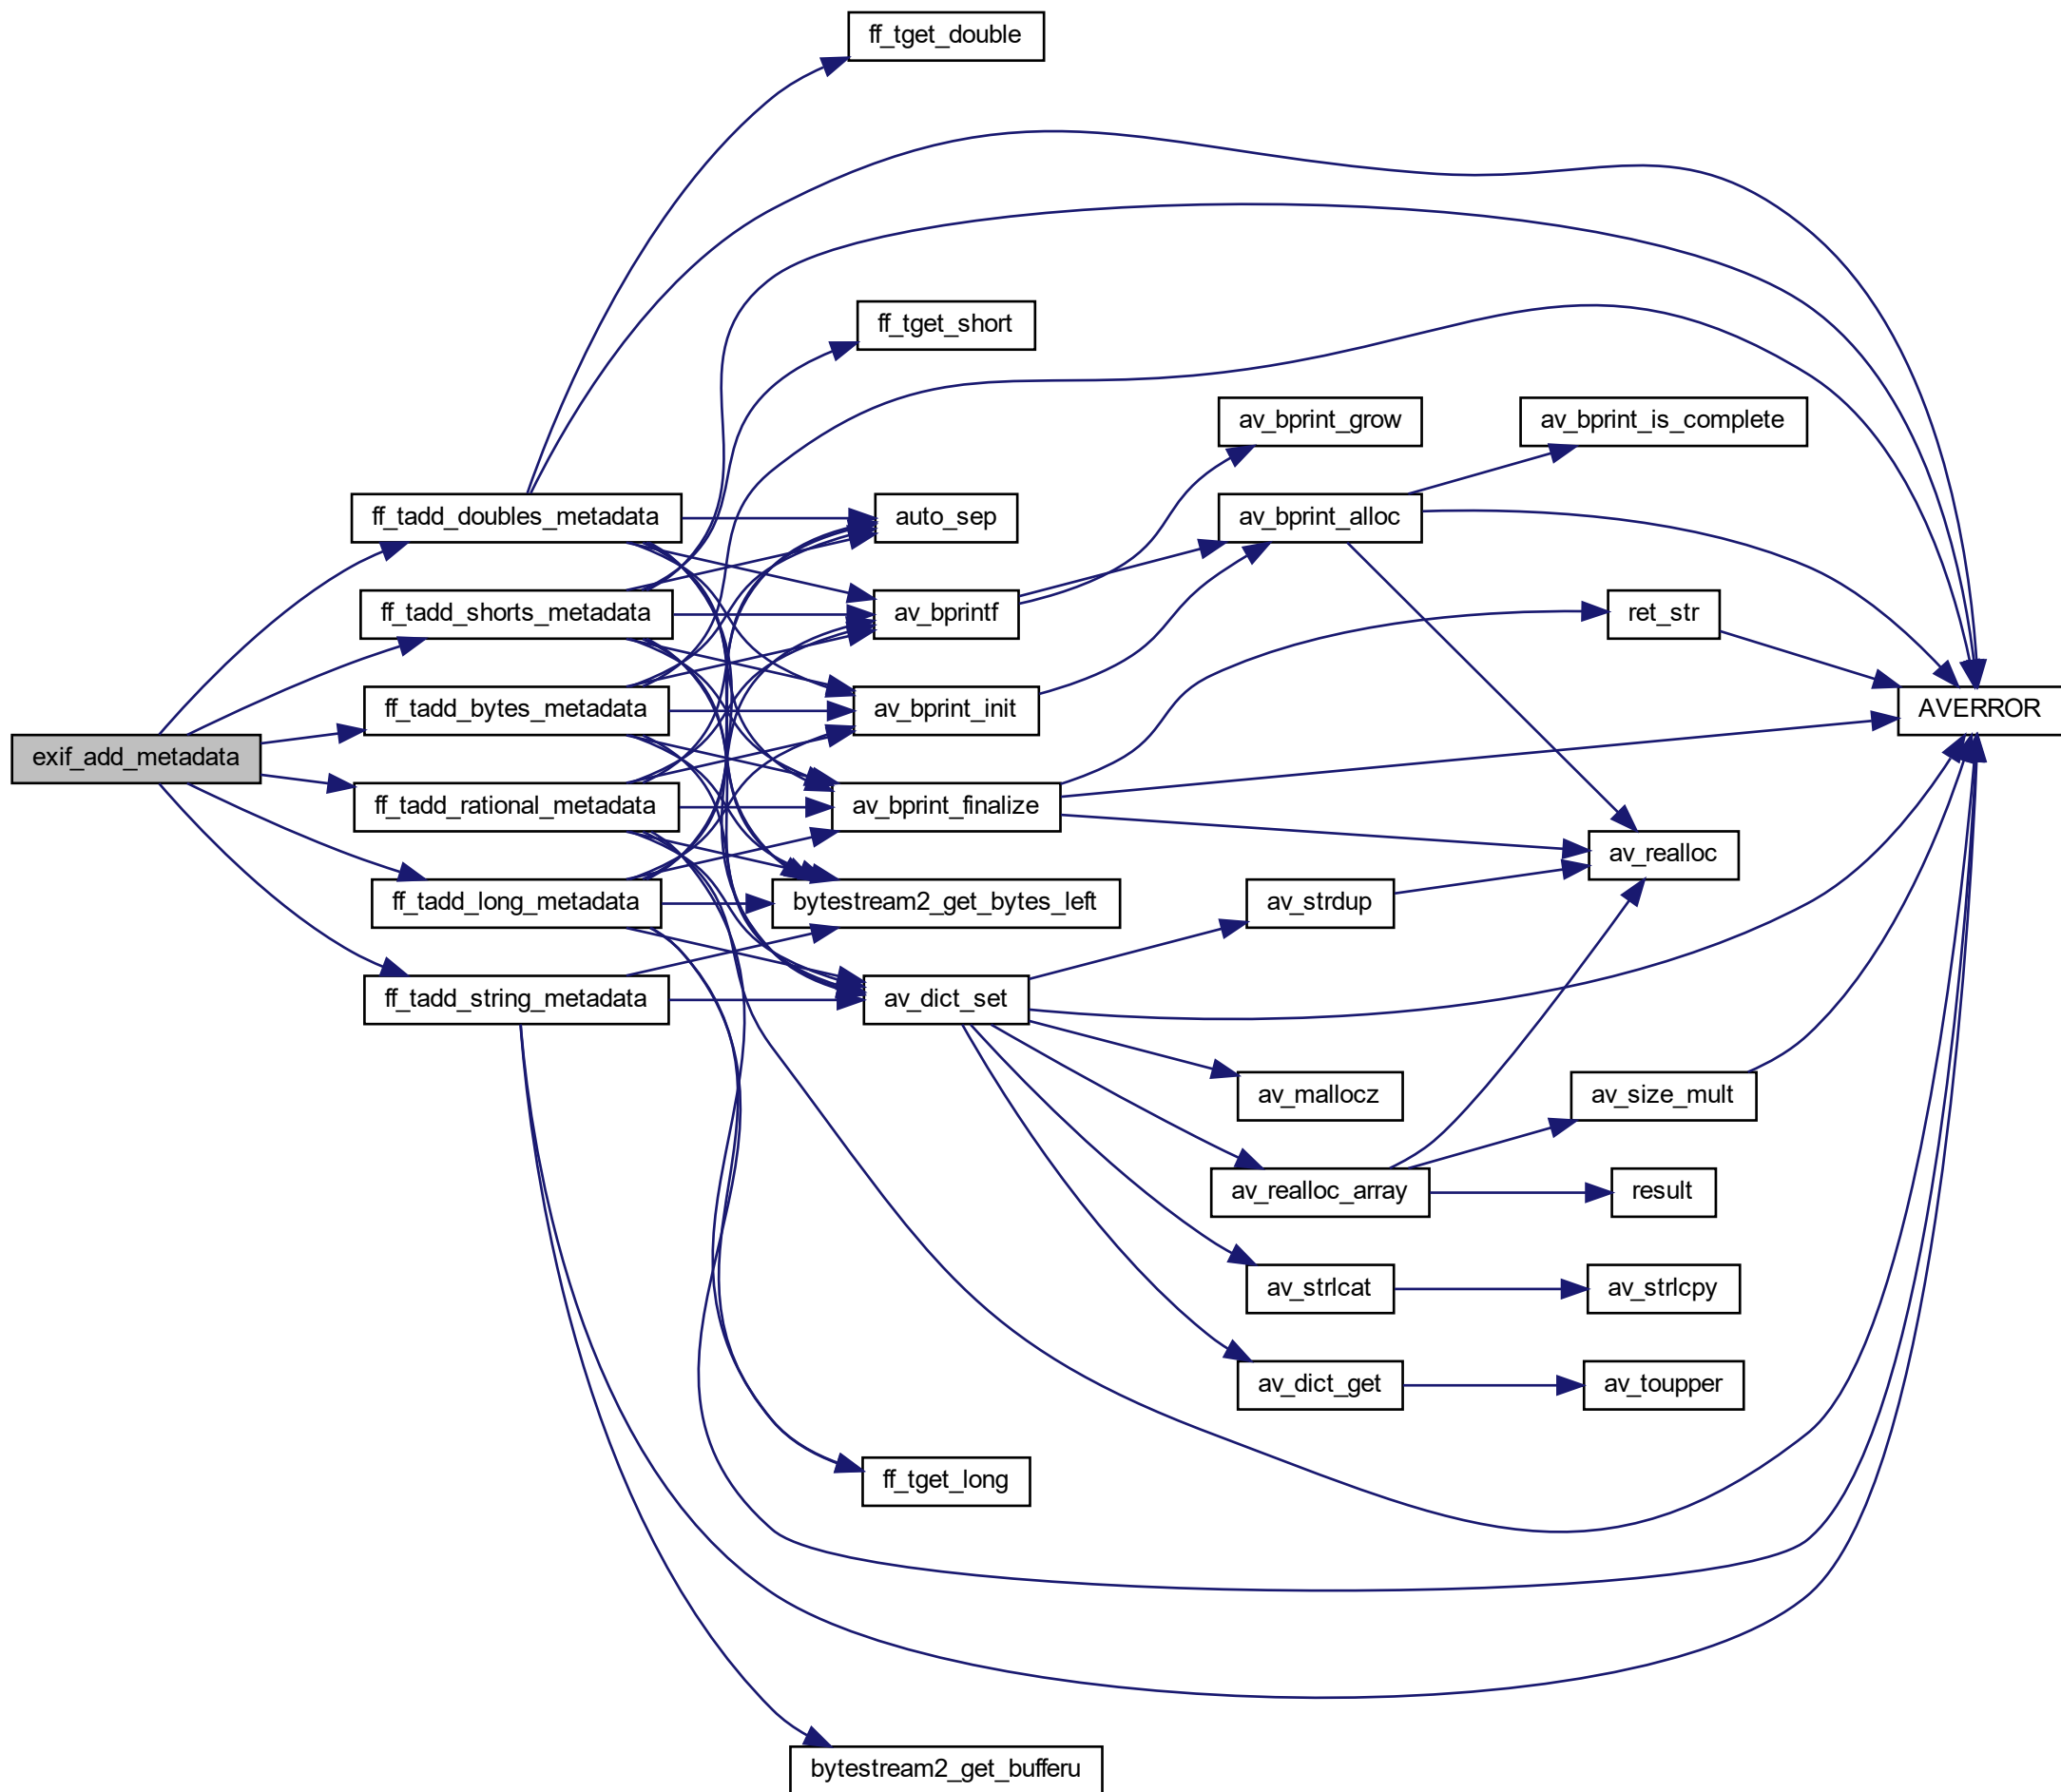 ff_tget_double
ff_tget_short
av_bprint_grow
av_bprint_is_complete
ff_tadd_doubles_metadata
auto_sep
av_bprint_alloc
ff_tadd_shorts_metadata
av_bprintf
ret_str
ff_tadd_bytes_metadata
av_bprint_init
AVERROR
exif_add_metadata
ff_tadd_rational_metadata
av_bprint_finalize
av_realloc
ff_tadd_long_metadata
bytestream2_get_bytes_left
av_strdup
ff_tadd_string_metadata
av_dict_set
av_mallocz
av_size_mult
av_realloc_array
result
av_strlcat
av_strlcpy
av_dict_get
av_toupper
ff_tget_long
bytestream2_get_bufferu